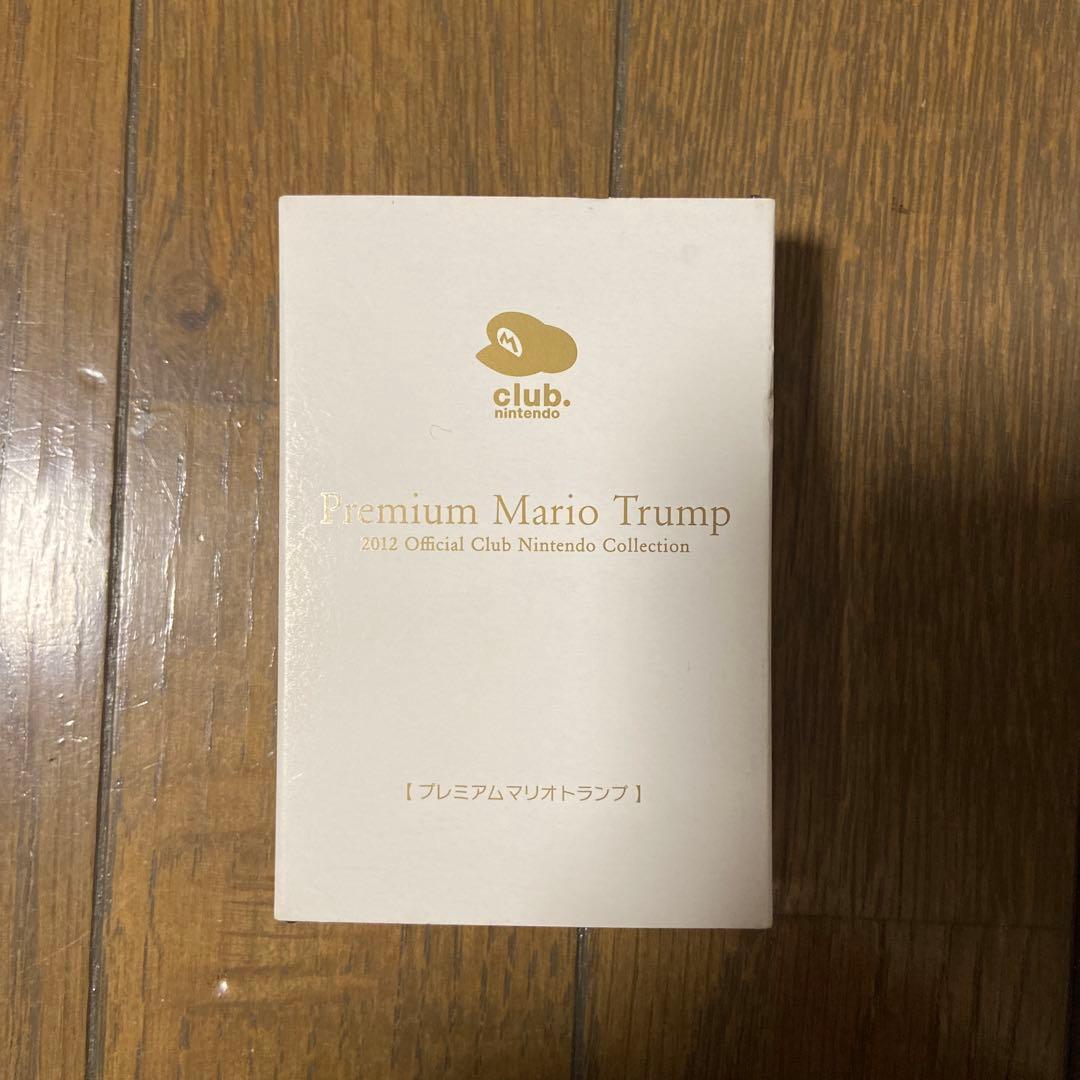 M
club.
nintendo
Premium Mario Trump
2012 Official Club Nintendo Collection
【プレミアムマリオトランプ】